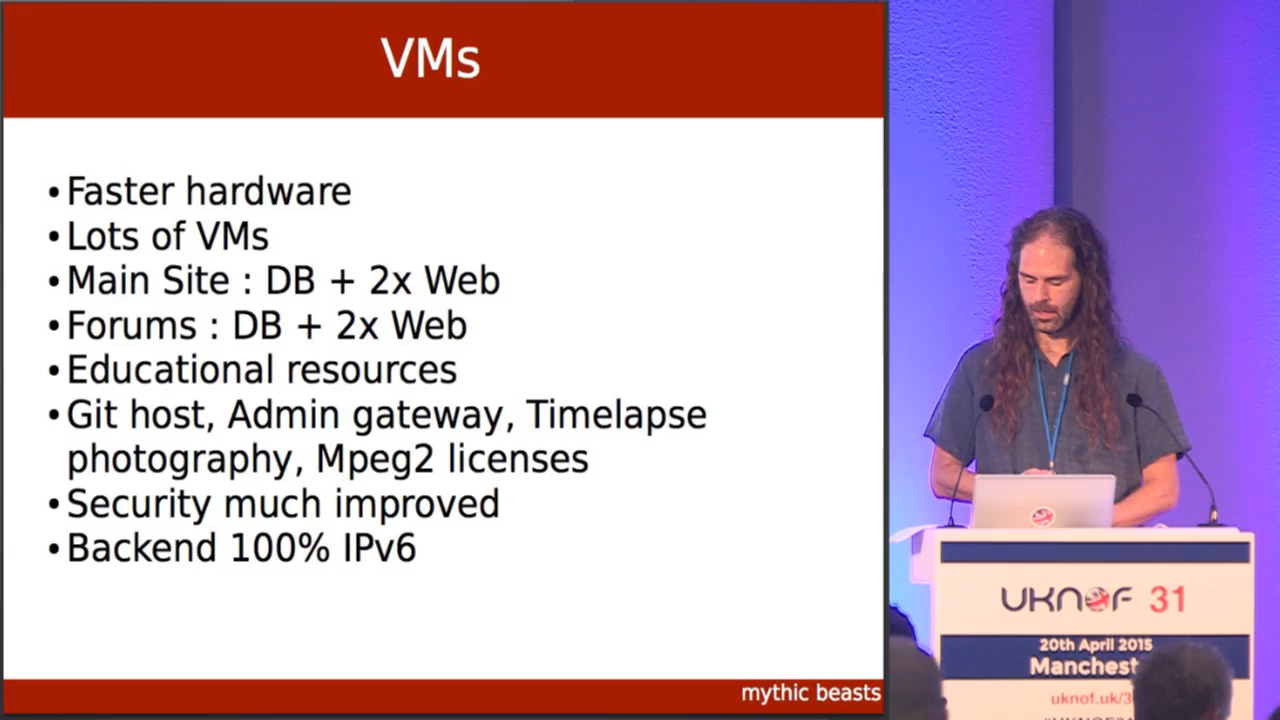 VMs
• Faster hardware
• Lots of VMs
• Main Site : DB + 2x Web
• Forums : DB + 2x Web
• Educational resources
• Git host, Admin gateway, Timelapse
photography, Mpeg2 licenses
• Security much improved
• Backend 100% IPv6
mythic beasts
UKNOF 31
20th April 2015
Manchest
uknof.uk/3